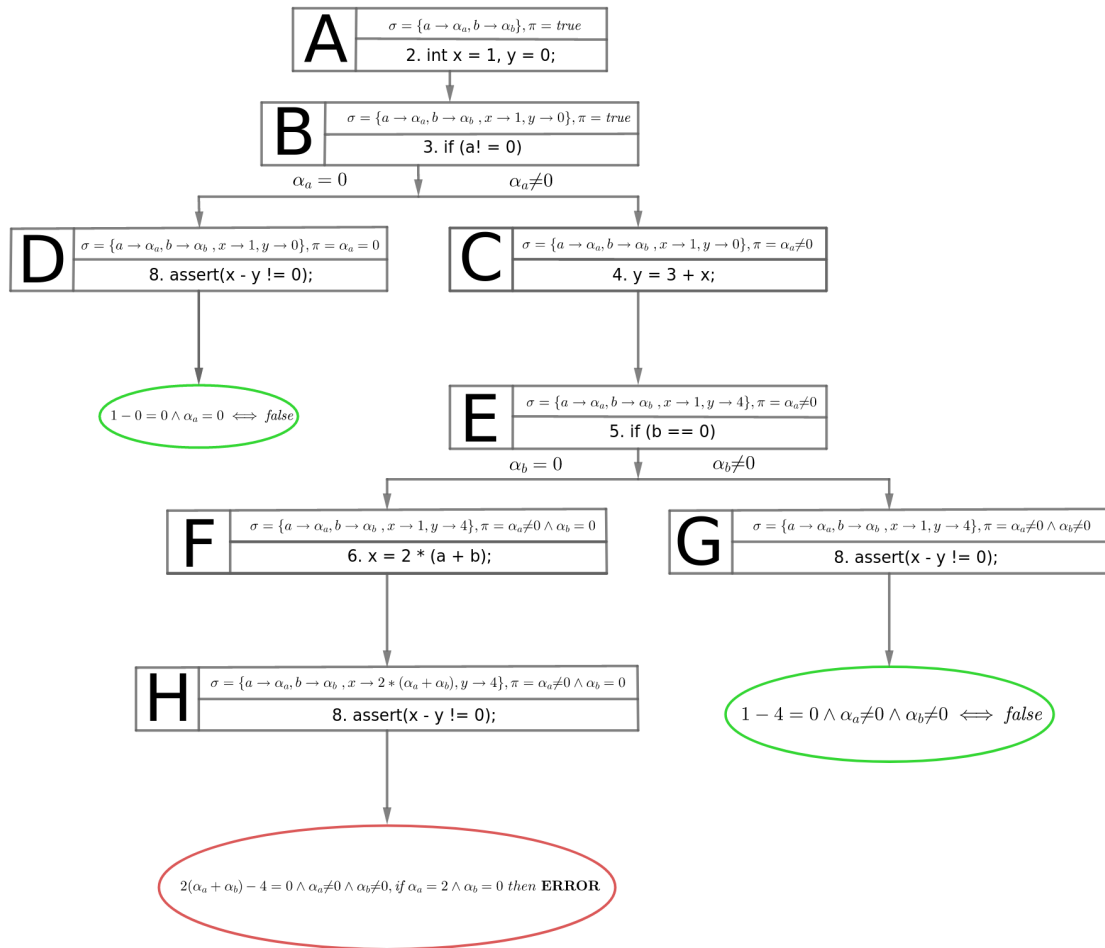 A
σ = {a → α_a, b → α_b}, π = true
2. int x = 1, y = 0;
B
σ = {a → α_a, b → α_b , x → 1, y → 0}, π = true
3. if (a! = 0)
α_a = 0
α_a≠0
D
σ = {a → α_a, b → α_b , x → 1, y → 0}, π = α_a = 0
8. assert(x - y != 0);
C
σ = {a → α_a, b → α_b , x → 1, y → 0}, π = α_a≠0
4. y = 3 + x;
1 − 0 = 0 ∧ α_a = 0 ⟺ false
E
σ = {a → α_a, b → α_b , x → 1, y → 4}, π = α_a≠0
5. if (b == 0)
α_b = 0
α_b≠0
F
σ = {a → α_a, b → α_b , x → 1, y → 4}, π = α_a≠0 ∧ α_b = 0
6. x = 2 * (a + b);
G
σ = {a → α_a, b → α_b , x → 1, y → 4}, π = α_a≠0 ∧ α_b≠0
8. assert(x - y != 0);
H
σ = {a → α_a, b → α_b , x → 2 ∗ (α_a + α_b), y → 4}, π = α_a≠0 ∧ α_b = 0
8. assert(x - y != 0);
1 − 4 = 0 ∧ α_a≠0 ∧ α_b≠0 ⟺ false
2(α_a + α_b) − 4 = 0 ∧ α_a≠0 ∧ α_b≠0, if α_a = 2 ∧ α_b = 0 then ERROR